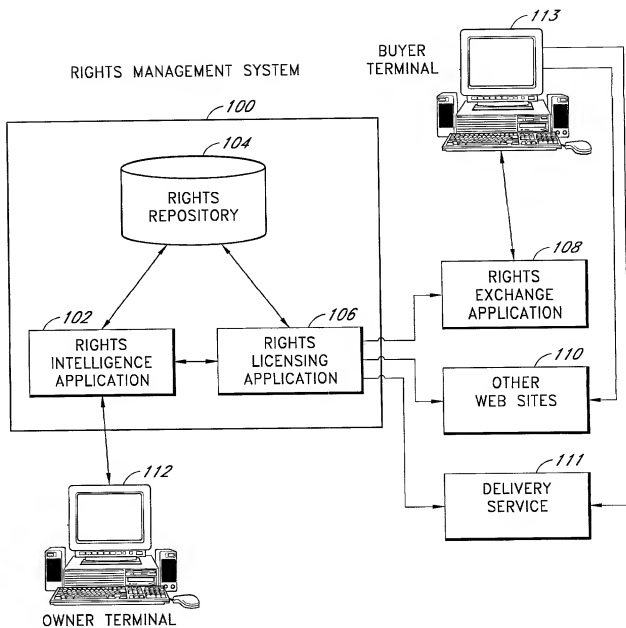 113
BUYER
TERMINAL
RIGHTS MANAGEMENT SYSTEM
100
104
RIGHTS
REPOSITORY
108
RIGHTS
EXCHANGE
APPLICATION
102
RIGHTS
INTELLIGENCE
APPLICATION
106
RIGHTS
LICENSING
APPLICATION
110
OTHER
WEB SITES
111
DELIVERY
SERVICE
112
OWNER TERMINAL